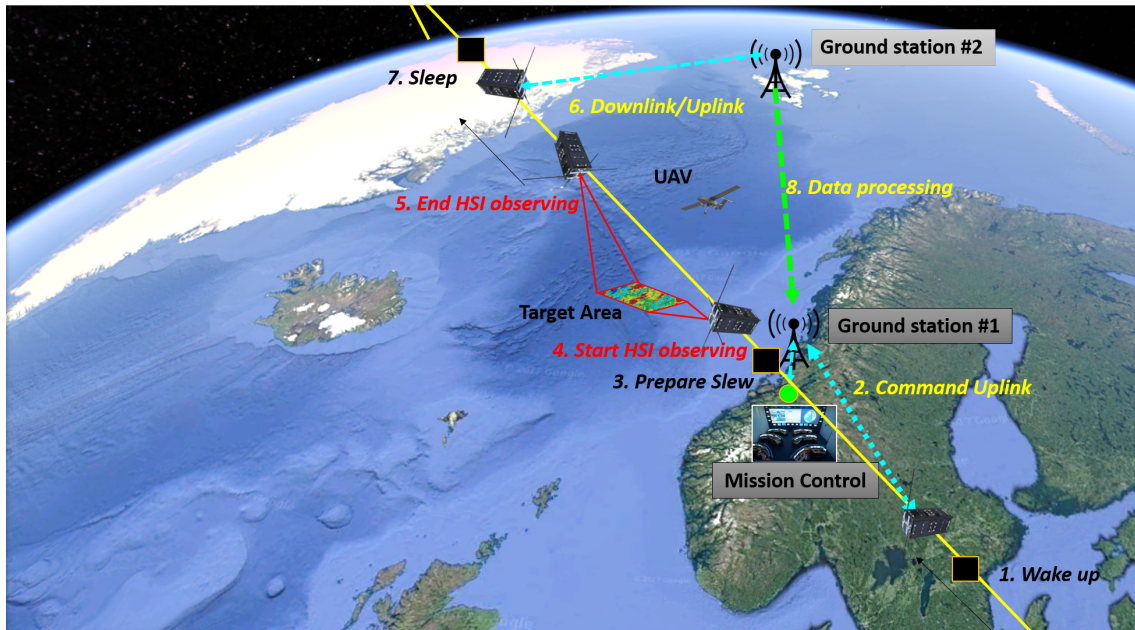 Ground station #2
7. Sleep
6. Downlink/Uplink
UAV
8. Data processing
5. End HSI observing
Target Area
Ground station #1
4. Start HSI observing
3. Prepare Slew
2. Command Uplink
Mission Control
1. Wake up